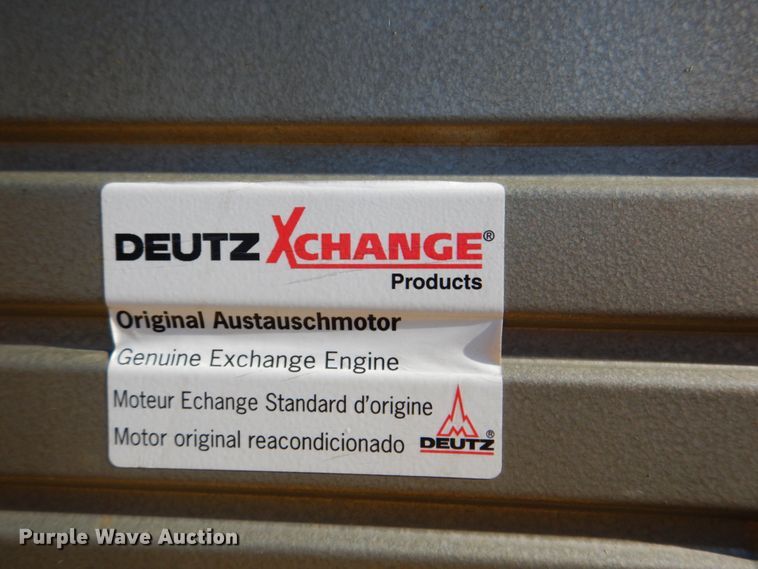 DEUTZ XCHANGE®
Products
Original Austauschmotor
Genuine Exchange Engine
Moteur Echange Standard d'origine
Motor original reacondicionado
DEUTZ®
Purple Wave Auction